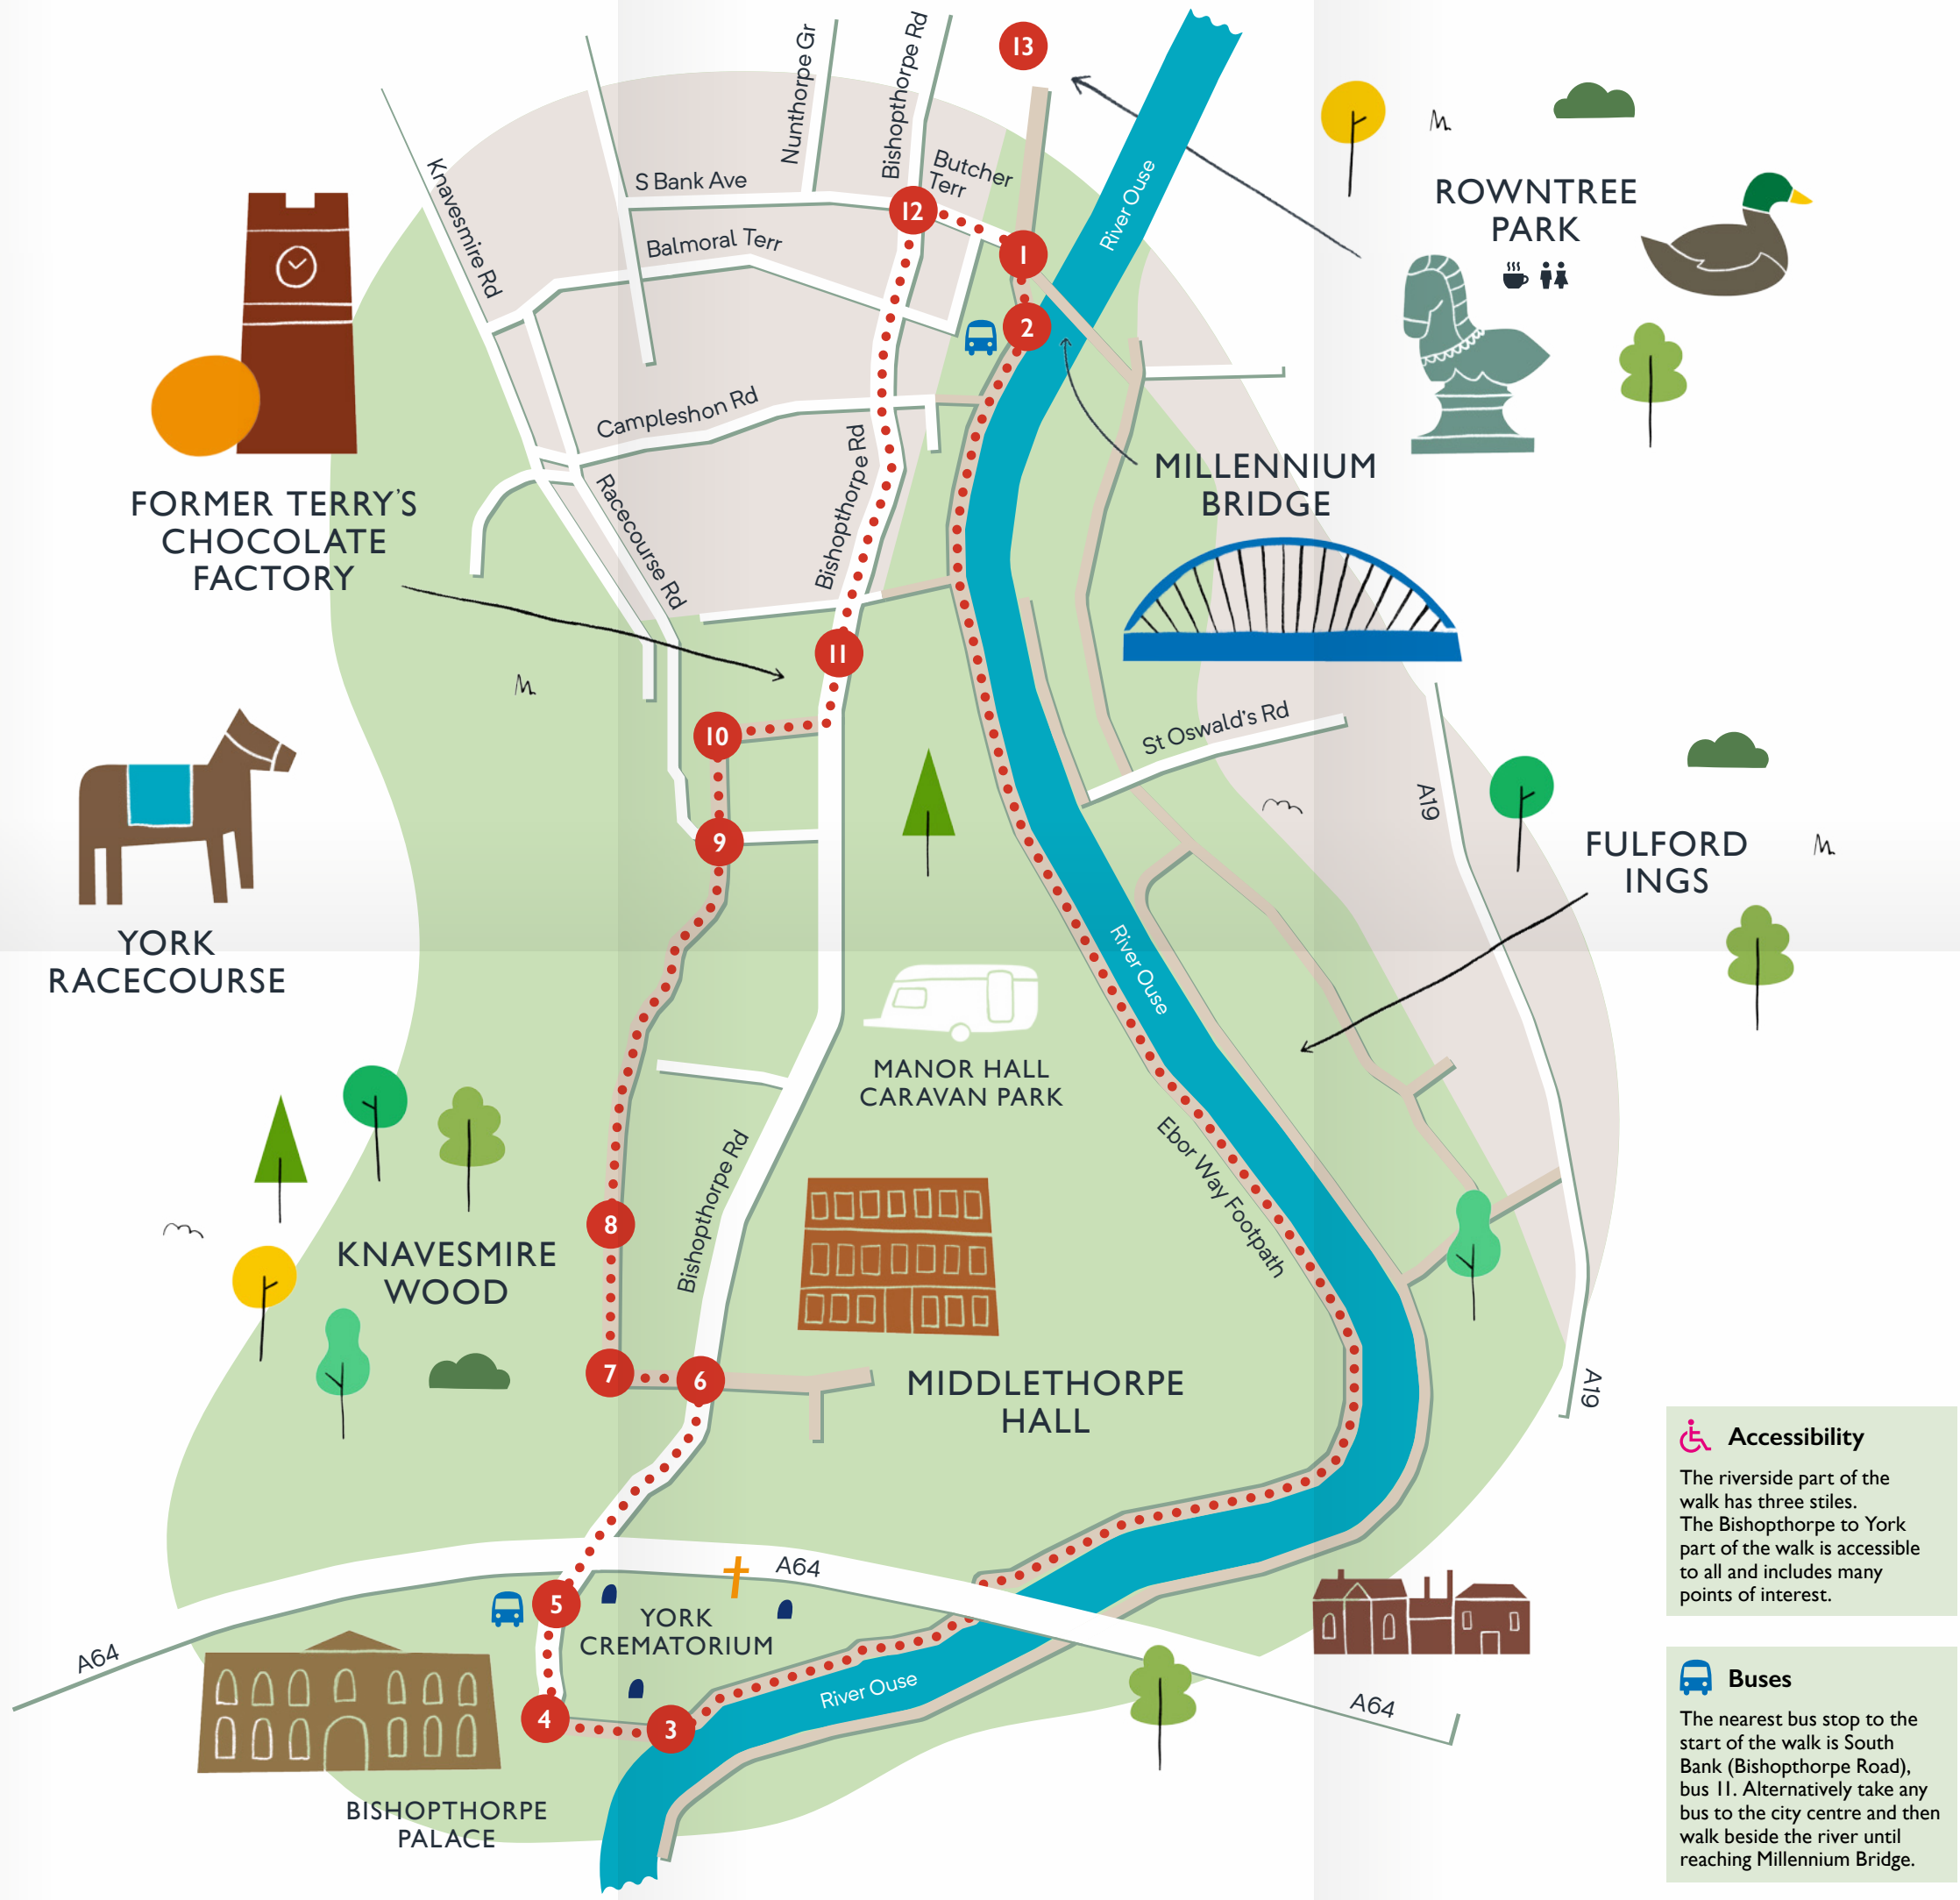 13
Nunthorpe Gr
Bishopthorpe Rd
Butcher
Terr
Knavesmire Rd
S Bank Ave
12
Balmoral Terr
1
2
River Ouse
ROWNTREE
PARK
Campleshon Rd
Racecourse Rd
Bishopthorpe Rd
MILLENNIUM
BRIDGE
FORMER TERRY'S
CHOCOLATE
FACTORY
11
10
9
St Oswald's Rd
A19
FULFORD
INGS
YORK
RACECOURSE
River Ouse
MANOR HALL
CARAVAN PARK
Ebor Way Footpath
Bishopthorpe Rd
8
KNAVESMIRE
WOOD
7
6
MIDDLETHORPE
HALL
A19
A64
5
YORK
CREMATORIUM
A64
4
3
River Ouse
A64
BISHOPTHORPE
PALACE
Accessibility
The riverside part of the
walk has three stiles.
The Bishopthorpe to York
part of the walk is accessible
to all and includes many
points of interest.
Buses
The nearest bus stop to the
start of the walk is South
Bank (Bishopthorpe Road),
bus 11. Alternatively take any
bus to the city centre and then
walk beside the river until
reaching Millennium Bridge.